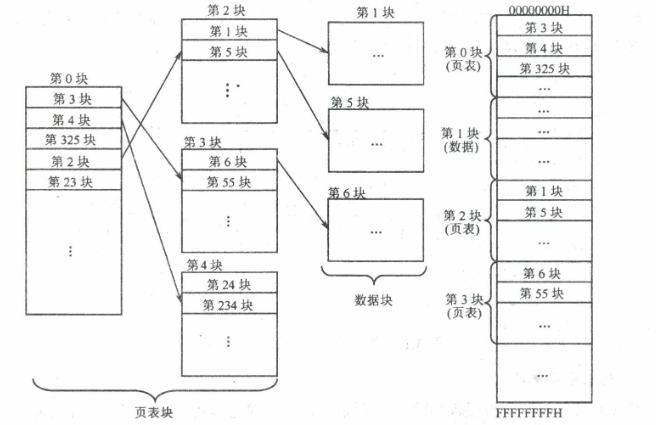 第 0 块
第 3 块
第 4 块
第 325 块
第 2 块
第 23 块
⋮
第 2 块
第 1 块
第 5 块
⋮
第 3 块
第 6 块
第 55 块
⋮
第 4 块
第 24 块
第 234 块
⋮
页表块
第 1 块
...
第 5 块
...
第 6 块
...
数据块
00000000H
第 0 块
(页表)
第 3 块
第 4 块
第 325 块
...
第 1 块
(数据)
...
...
...
第 2 块
(页表)
第 1 块
第 5 块
...
第 3 块
(页表)
第 6 块
第 55 块
...
...
FFFFFFFFH